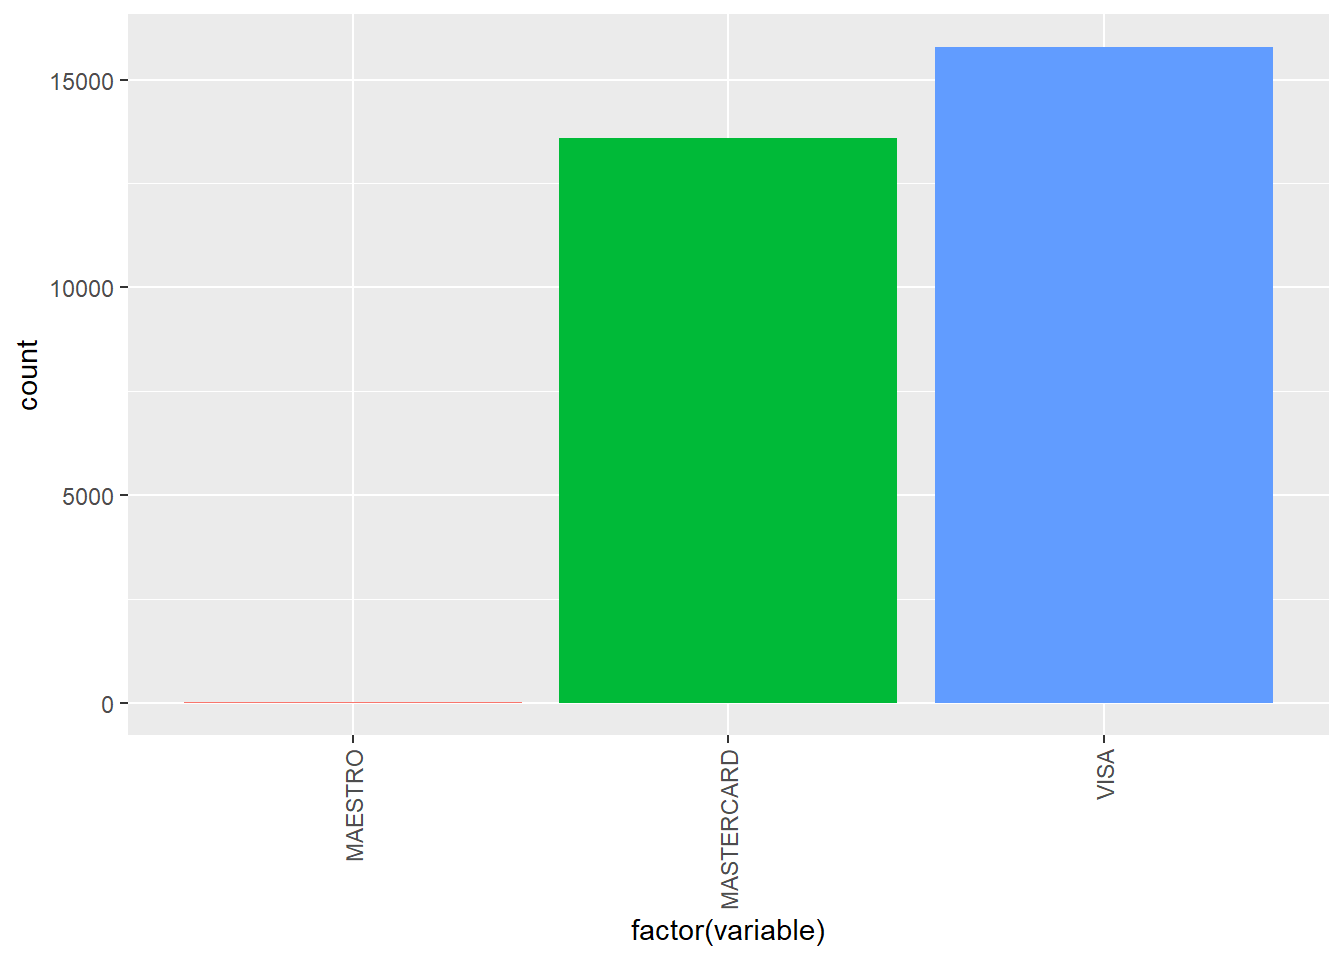 15000
10000
5000
0
count
MAESTRO
MASTERCARD
VISA
factor(variable)